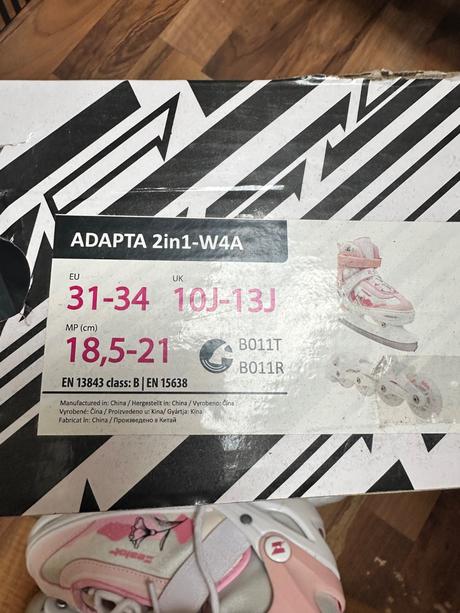 ADAPTA 2in1-W4A
EU UK
31-34 10J-13J
MP (cm)
18,5-21 B011T
B011R
EN 13843 class: B | EN 15638
Manufactured in: China / Hergestellt in: China / Vyrobeno: Čína
Vyrobené: Čína / Proizvedeno u: Kina/ Gyártja: Kína
Fabricat în: China / Произведено в Китай